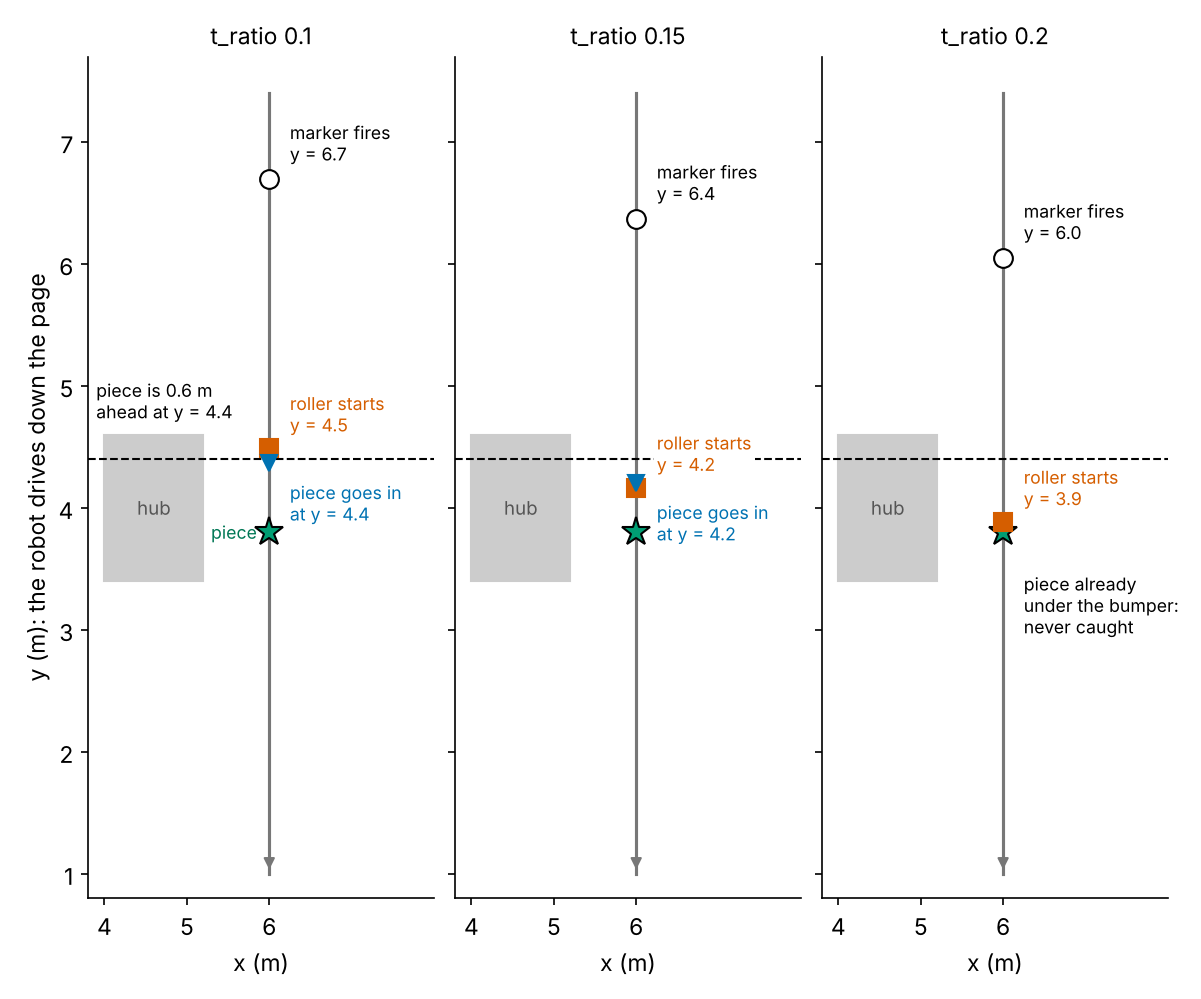 t_ratio 0.1
t_ratio 0.15
t_ratio 0.2
y (m): the robot drives down the page
7
6
5
4
3
2
1
marker fires
y = 6.7
piece is 0.6 m
ahead at y = 4.4
roller starts
y = 4.5
hub
piece goes in
at y = 4.4
piece
4
5
6
x (m)
marker fires
y = 6.4
roller starts
y = 4.2
hub
piece goes in
at y = 4.2
4
5
6
x (m)
marker fires
y = 6.0
roller starts
y = 3.9
hub
piece already
under the bumper:
never caught
4
5
6
x (m)